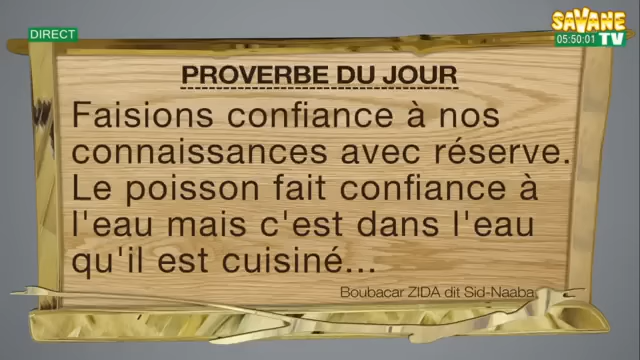 DIRECT
SAVANE
05:50:01 TV
PROVERBE DU JOUR
Faisions confiance à nos
connaissances avec réserve.
Le poisson fait confiance à
l'eau mais c'est dans l'eau
qu'il est cuisiné...
Boubacar ZIDA dit Sid-Naaba